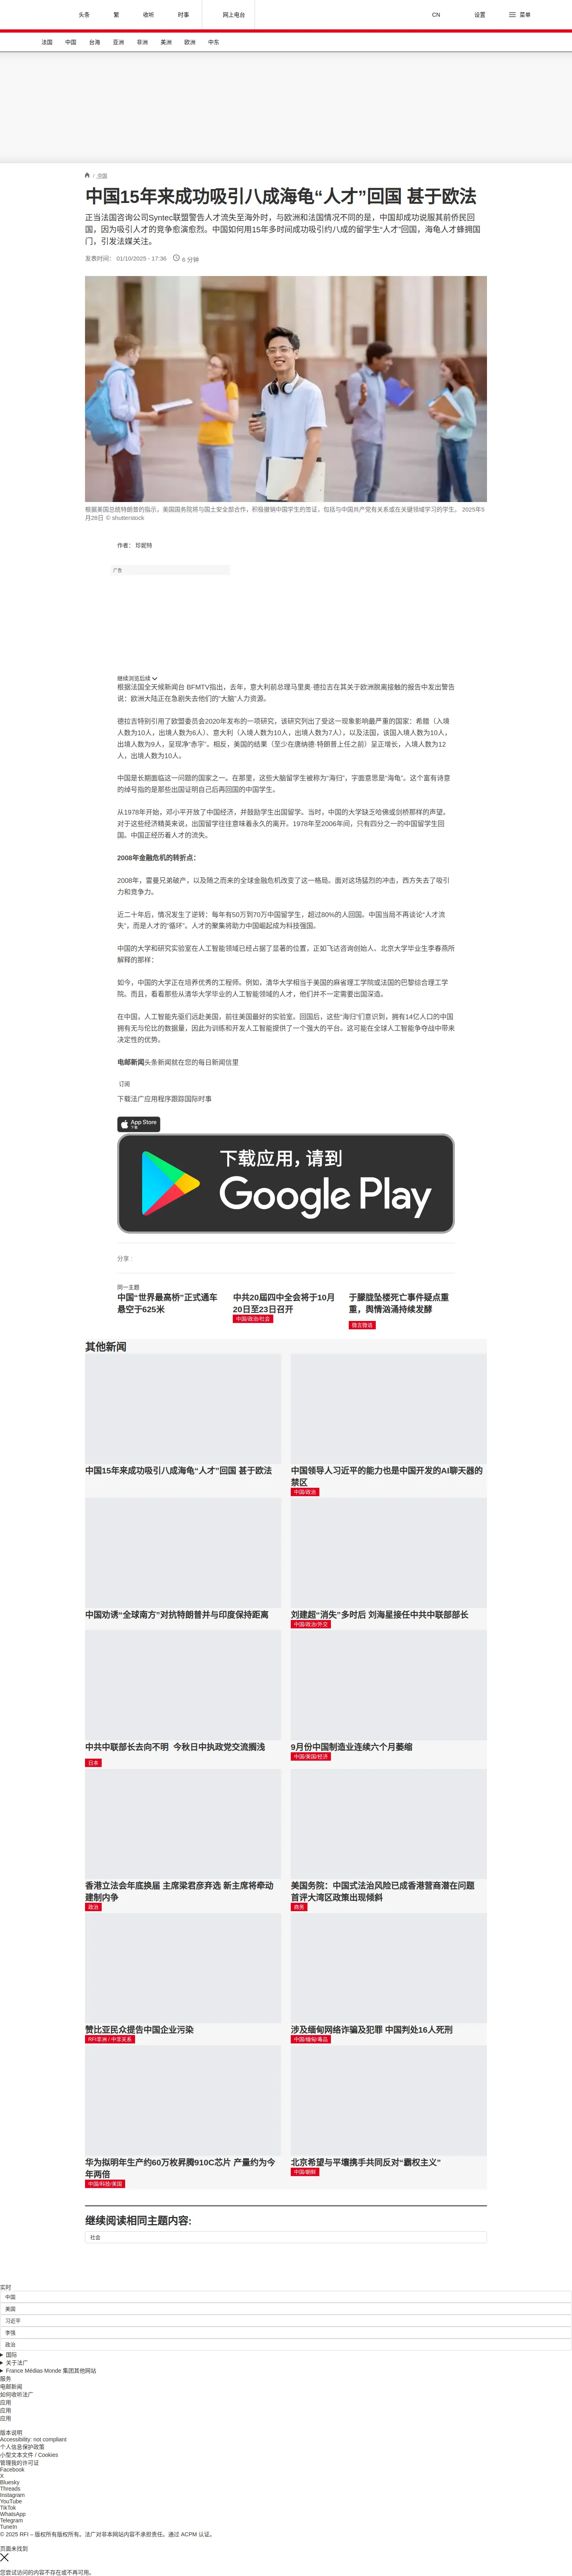 头条
繁
收听
时事
网上电台
CN
设置
菜单
法国
中国
台海
亚洲
非洲
美洲
欧洲
中东
/ 中国
中国15年来成功吸引八成海龟“人才”回国 甚于欧法
正当法国咨询公司Syntec联盟警告人才流失至海外时，与欧洲和法国情况不同的是，中国却成功说服其前侨民回
国，因为吸引人才的竞争愈演愈烈。中国如何用15年多时间成功吸引约八成的留学生“人才”回国，海龟人才蜂拥国
门，引发法媒关注。
发表时间： 01/10/2025 - 17:36
6 分钟
根据美国总统特朗普的指示，美国国务院将与国土安全部合作，积极撤销中国学生的签证，包括与中国共产党有关系或在关键领域学习的学生。 2025年5
月28日 © shutterstock
作者： 珍妮特
广告
继续浏览后续
根据法国全天候新闻台 BFMTV指出，去年，意大利前总理马里奥·德拉吉在其关于欧洲脱离接触的报告中发出警告
说：欧洲大陆正在急剧失去他们的“大脑”人力资源。
德拉吉特别引用了欧盟委员会2020年发布的一项研究，该研究列出了受这一现象影响最严重的国家：希腊（入境
人数为10人，出境人数为6人）、意大利（入境人数为10人，出境人数为7人），以及法国，该国入境人数为10人，
出境人数为9人，呈现净“赤字”。相反，美国的结果（至少在唐纳德·特朗普上任之前）呈正增长，入境人数为12
人，出境人数为10人。
中国是长期面临这一问题的国家之一。在那里，这些大脑留学生被称为“海归”，字面意思是“海龟”。这个富有诗意
的绰号指的是那些出国证明自己后再回国的中国学生。
从1978年开始，邓小平开放了中国经济，并鼓励学生出国留学。当时，中国的大学缺乏哈佛或剑桥那样的声望。
对于这些经济精英来说，出国留学往往意味着永久的离开。1978年至2006年间，只有四分之一的中国留学生回
国。中国正经历着人才的流失。
2008年金融危机的转折点：
2008年，雷曼兄弟破产，以及随之而来的全球金融危机改变了这一格局。面对这场猛烈的冲击，西方失去了吸引
力和竞争力。
近二十年后，情况发生了逆转：每年有50万到70万中国留学生，超过80%的人回国。中国当局不再谈论“人才流
失”，而是人才的“循环”。人才的聚集将助力中国崛起成为科技强国。
中国的大学和研究实验室在人工智能领域已经占据了显著的位置，正如飞达咨询创始人、北京大学毕业生李春燕所
解释的那样：
如今，中国的大学正在培养优秀的工程师。例如，清华大学相当于美国的麻省理工学院或法国的巴黎综合理工学
院。而且，看看那些从清华大学毕业的人工智能领域的人才，他们并不一定需要出国深造。
在中国，人工智能先驱们远赴美国，前往美国最好的实验室。回国后，这些“海归”们意识到，拥有14亿人口的中国
拥有无与伦比的数据量，因此为训练和开发人工智能提供了一个强大的平台。这可能在全球人工智能争夺战中带来
决定性的优势。
电邮新闻头条新闻就在您的每日新闻信里
订阅
下载法广应用程序跟踪国际时事
App Store
下载
下载应用，请到
Google Play
分享 :
同一主题
中国“世界最高桥”正式通车
悬空于625米
中共20届四中全会将于10月
20日至23日召开
中国/政治/社会
于朦胧坠楼死亡事件疑点重
重，舆情汹涌持续发酵
微言微语
其他新闻
中国15年来成功吸引八成海龟“人才”回国 甚于欧法
中国领导人习近平的能力也是中国开发的AI聊天器的
禁区
中国/政治
中国劝诱“全球南方”对抗特朗普并与印度保持距离
刘建超“消失”多时后 刘海星接任中共中联部部长
中国/政治/外交
中共中联部长去向不明 今秋日中执政党交流搁浅
日本
9月份中国制造业连续六个月萎缩
中国/美国/经济
香港立法会年底换届 主席梁君彦弃选 新主席将牵动
建制内争
政治
美国务院：中国式法治风险已成香港营商潜在问题
首评大湾区政策出现倾斜
商务
赞比亚民众提告中国企业污染
RFI非洲 / 中非关系
涉及缅甸网络诈骗及犯罪 中国判处16人死刑
中国/缅甸/毒品
华为拟明年生产约60万枚昇腾910C芯片 产量约为今
年两倍
中国/科技/美国
北京希望与平壤携手共同反对“霸权主义”
中国/朝鲜
继续阅读相同主题内容:
社会
实时
中国
美国
习近平
李强
政治
国际
关于法广
France Médias Monde 集团其他网站
服务
电邮新闻
如何收听法广
应用
应用
应用
版本说明
Accessibility: not compliant
个人信息保护政策
小型文本文件 / Cookies
管理我的许可证
Facebook
X
Bluesky
Threads
Instagram
YouTube
TikTok
WhatsApp
Telegram
TuneIn
© 2025 RFI – 版权所有版权所有。法广对非本网站内容不承担责任。通过 ACPM 认证。
页面未找到
您尝试访问的内容不存在或不再可用。